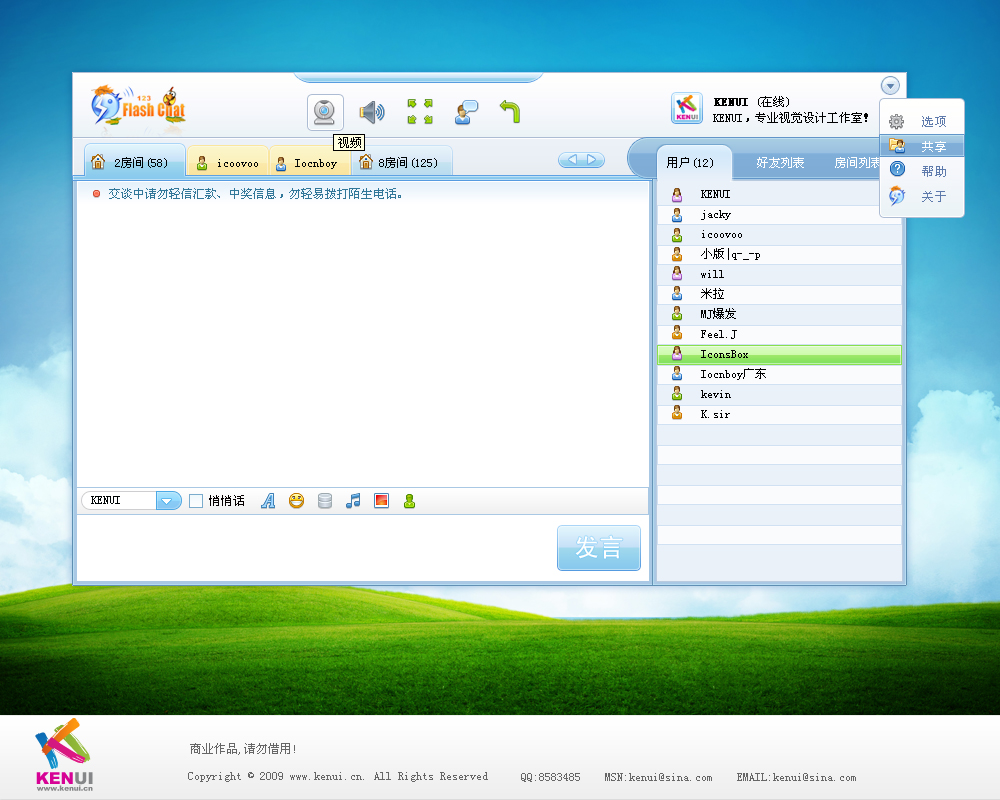 123
Flash Chat
视频
KENUI (在线)
KENUI，专业视觉设计工作室!
选项
共享
帮助
关于
2房间 (58)
icoovoo
Iocnboy
8房间 (125)
用户 (12)
好友列表
房间列表
交谈中请勿轻信汇款、中奖信息，勿轻易拨打陌生电话。
KENUI
jacky
icoovoo
小版|q-_-p
will
米拉
MJ爆发
Feel.J
IconsBox
Iocnboy广东
kevin
K.sir
KENUI
悄悄话
发言
KENUI
www.kenui.cn
商业作品,请勿借用!
Copyright © 2009 www.kenui.cn. All Rights Reserved QQ:8583485 MSN:kenui@sina.com EMAIL:kenui@sina.com